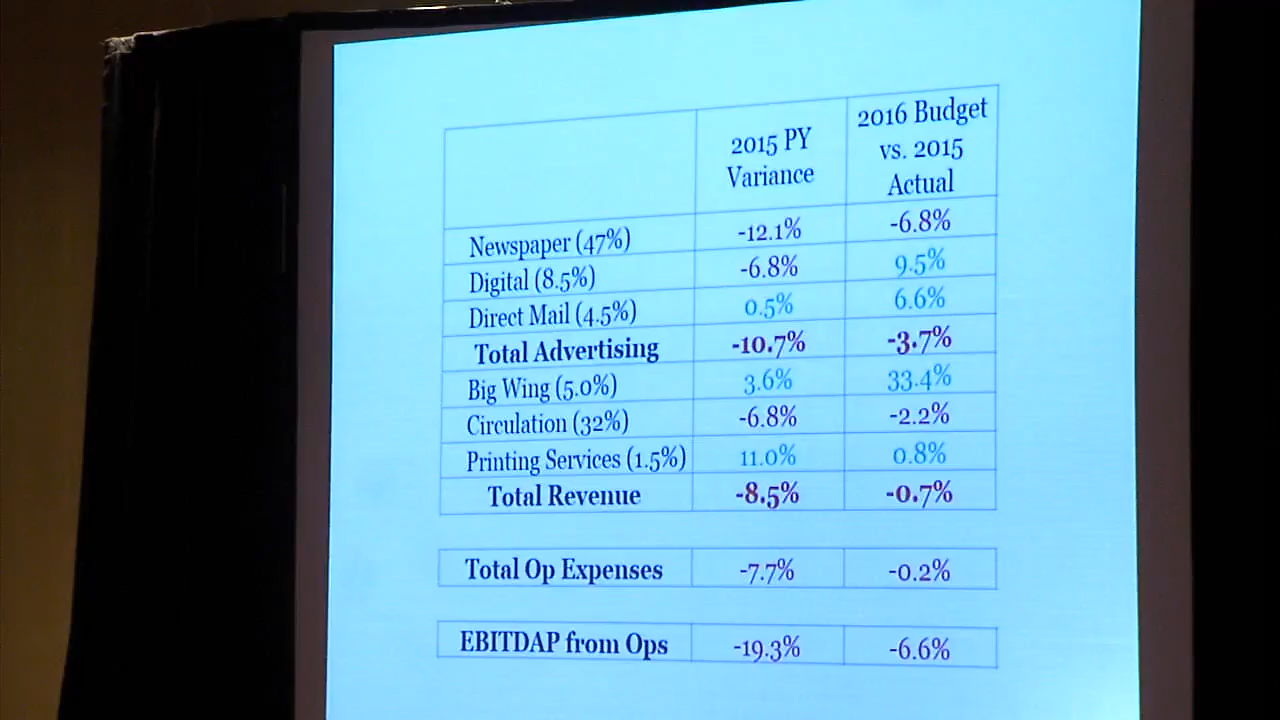 2015 PY Variance 2016 Budget vs. 2015 Actual
Newspaper (47%) -12.1% -6.8%
Digital (8.5%) -6.8% 9.5%
Direct Mail (4.5%) 0.5% 6.6%
Total Advertising -10.7% -3.7%
Big Wing (5.0%) 3.6% 33.4%
Circulation (32%) -6.8% -2.2%
Printing Services (1.5%) 11.0% 0.8%
Total Revenue -8.5% -0.7%
Total Op Expenses -7.7% -0.2%
EBITDAP from Ops -19.3% -6.6%